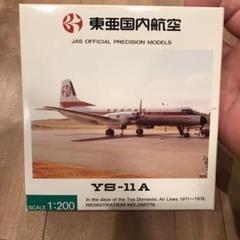 東亜国内航空
JAS OFFICIAL PRECISION MODELS
YS-11A
SCALE 1:200
In the days of the Toa Domestic Air Lines 1971~1976.
REGISTRATION NO:JA8776